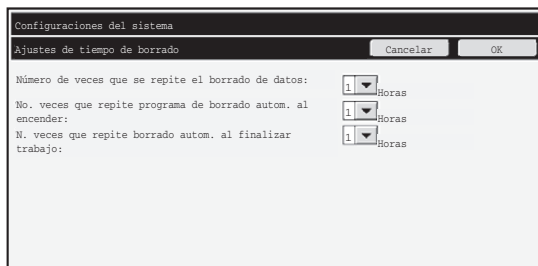 Configuraciones del sistema
Ajustes de tiempo de borrado Cancelar OK
Número de veces que se repite el borrado de datos: 1 Horas
No. veces que repite programa de borrado autom. al
encender: 1 Horas
N. veces que repite borrado autom. al finalizar
trabajo: 1 Horas